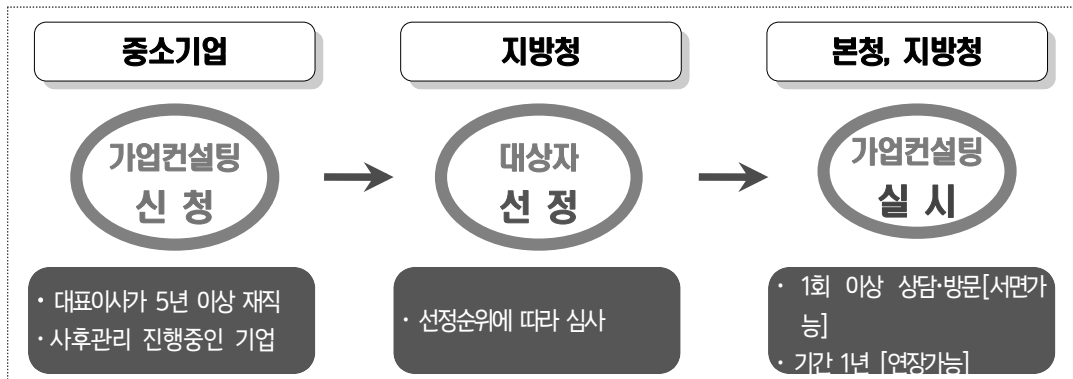 중소기업
지방청
본청, 지방청
가업컨설팅
신 청
대상자
선 정
가업컨설팅
실 시
· 대표이사가 5년 이상 재직
· 사후관리 진행중인 기업
· 선정순위에 따라 심사
· 1회 이상 상담·방문[서면가
능]
· 기간 1년 [연장가능]